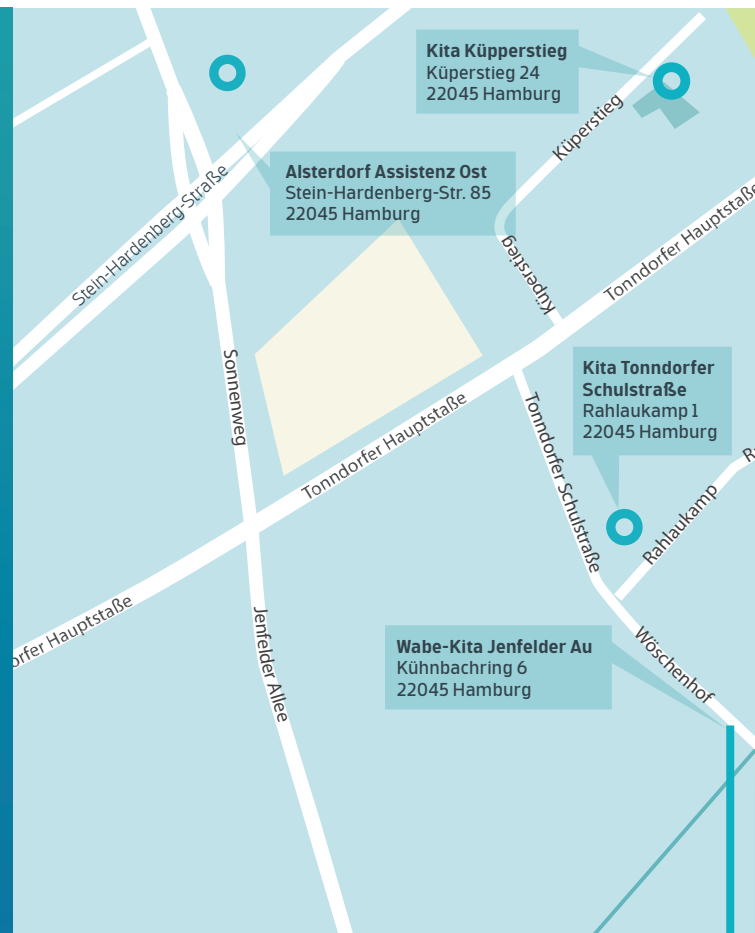 Kita Küpperstieg
Küperstieg 24
22045 Hamburg
Küperstieg
Alsterdorf Assistenz Ost
Stein-Hardenberg-Str. 85
22045 Hamburg
Stein-Hardenberg-Straße
Küperstieg
Tonndorfer Hauptstaße
Sonnenweg
Kita Tonndorfer
Schulstraße
Rahlaukamp 1
22045 Hamburg
Tonndorfer Hauptstaße
Tonndorfer Schulstraße
Rahlaukamp
orfer Hauptstaße
Jenfelder Allee
Wabe-Kita Jenfelder Au
Kühnbachring 6
22045 Hamburg
Wöschenhof